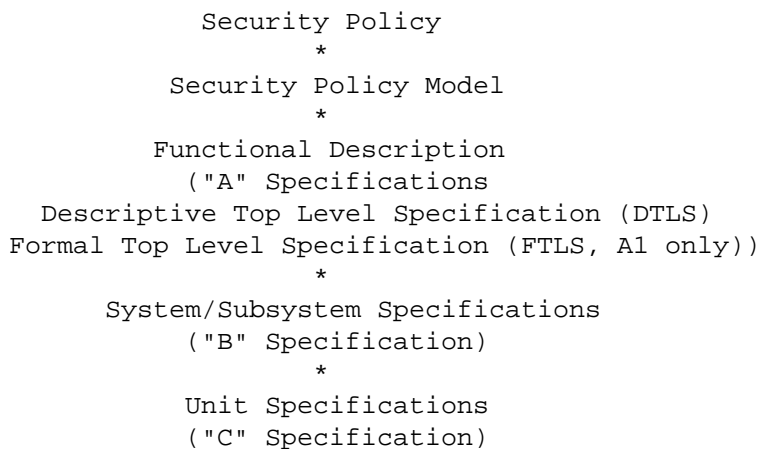 Security Policy
*
Security Policy Model
*
Functional Description
("A" Specifications
Descriptive Top Level Specification (DTLS)
Formal Top Level Specification (FTLS, A1 only))
*
System/Subsystem Specifications
("B" Specification)
*
Unit Specifications
("C" Specification)